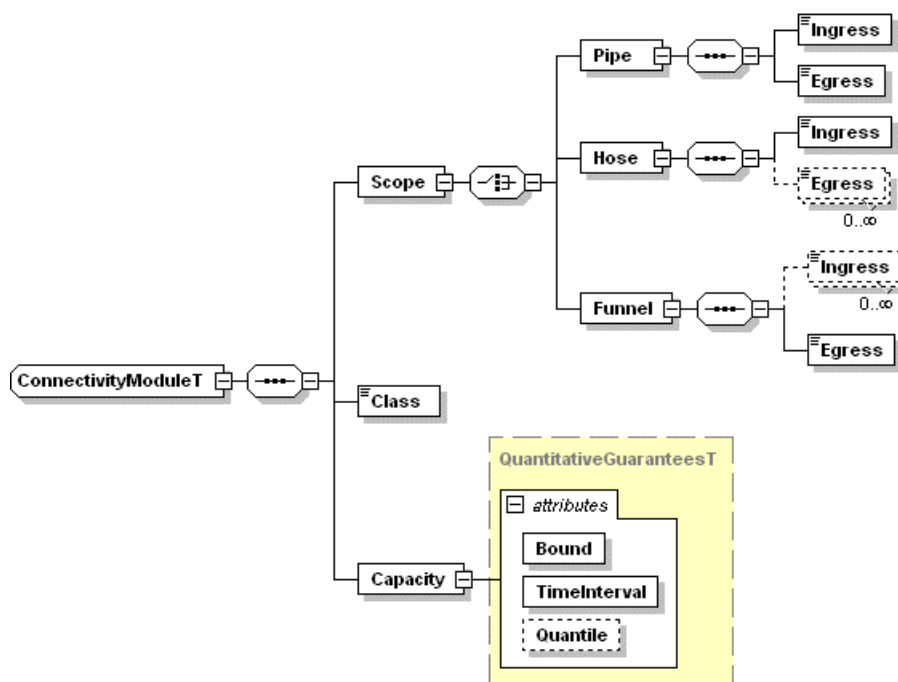 Ingress
Pipe
Egress
Ingress
Hose
Scope
Egress
0..∞
Ingress
0..∞
Funnel
Egress
ConnectivityModuleT
Class
QuantitativeGuaranteesT
attributes
Bound
Capacity
TimeInterval
Quantile